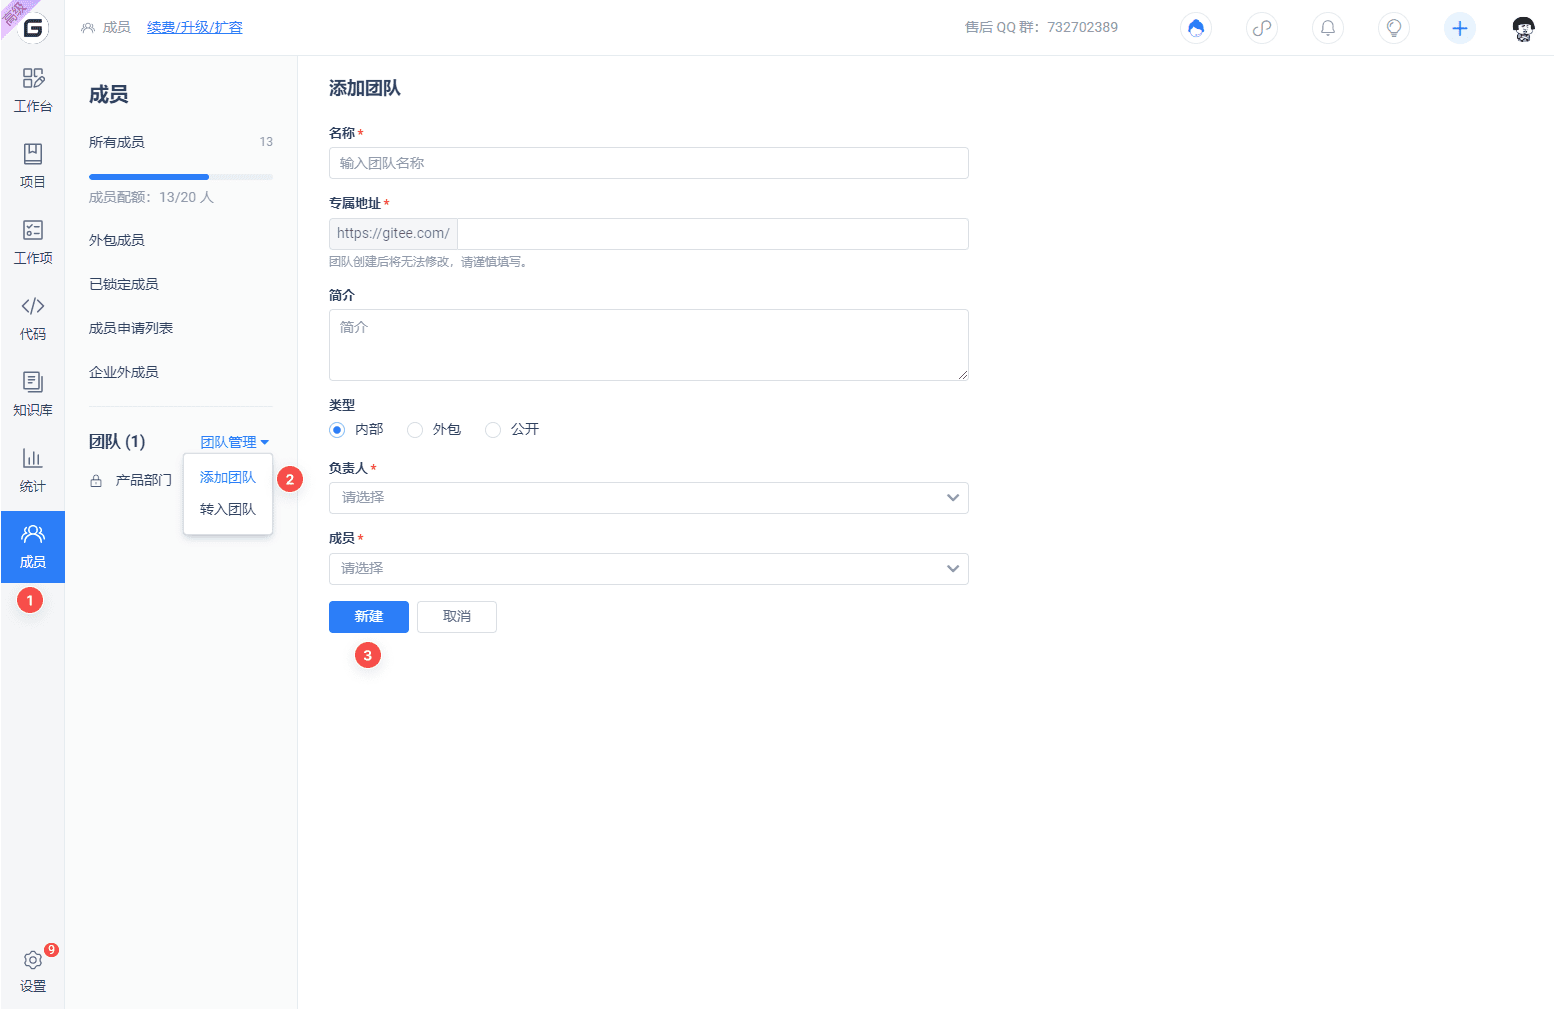 高级
G
成员 续费/升级/扩容
售后 QQ 群：732702389
工作台
项目
工作项
代码
知识库
统计
成员
1
9
设置
成员
所有成员 13
成员配额：13/20 人
外包成员
已锁定成员
成员申请列表
企业外成员
团队 (1) 团队管理
产品部门
添加团队 2
转入团队
添加团队
名称*
输入团队名称
专属地址*
https://gitee.com/
团队创建后将无法修改，请谨慎填写。
简介
简介
类型
内部 外包 公开
负责人*
请选择
成员*
请选择
新建 取消
3